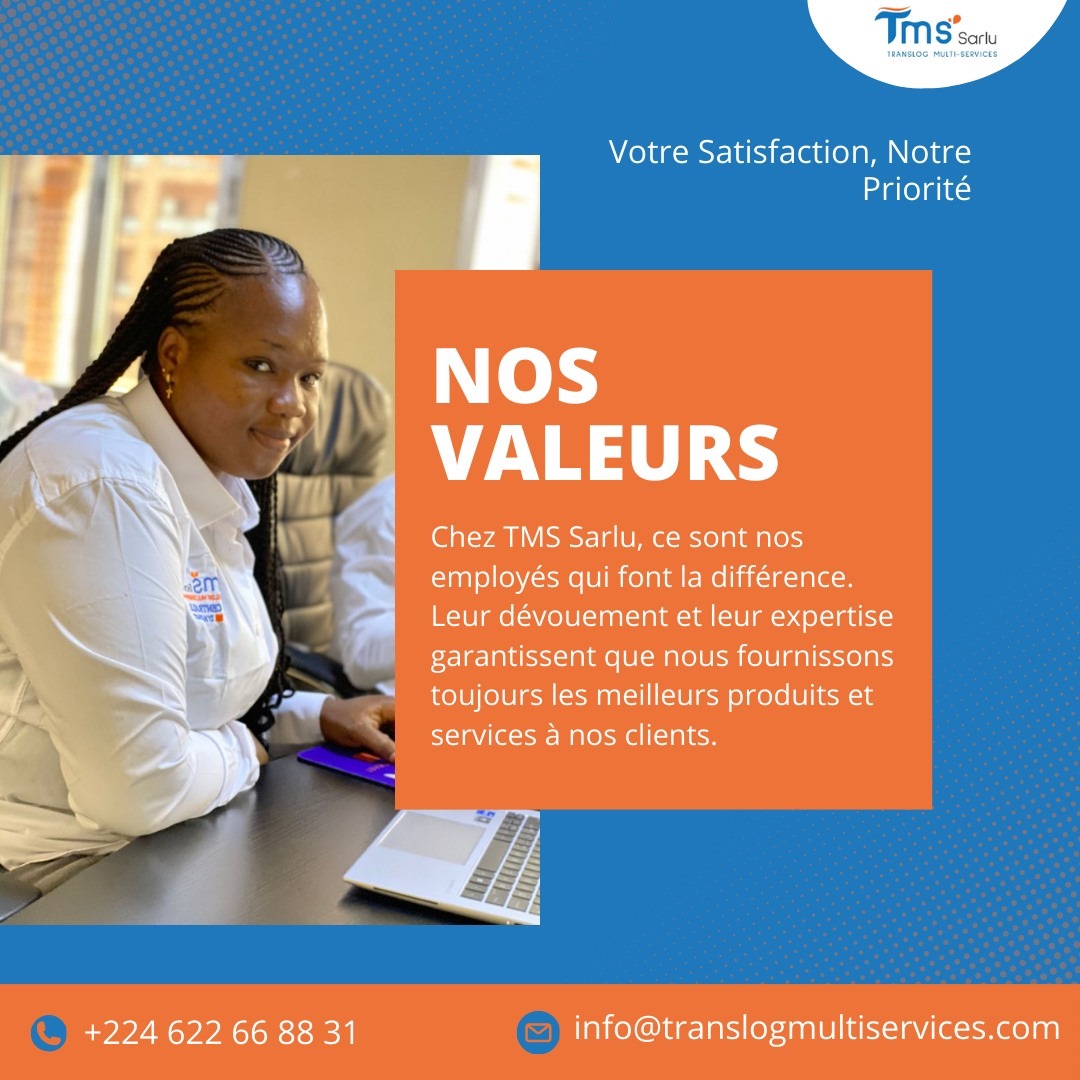 Tms Sarlu
TRANSLOG MULTI-SERVICES
Votre Satisfaction, Notre
Priorité
NOS
VALEURS
Chez TMS Sarlu, ce sont nos
employés qui font la différence.
Leur dévouement et leur expertise
garantissent que nous fournissons
toujours les meilleurs produits et
services à nos clients.
+224 622 66 88 31
info@translogmultiservices.com